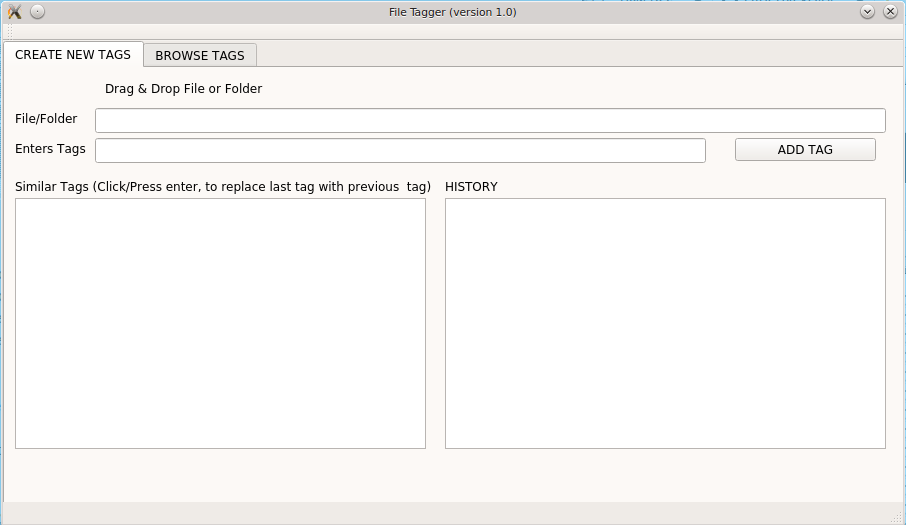 File Tagger (version 1.0)
CREATE NEW TAGS
BROWSE TAGS
Drag & Drop File or Folder
File/Folder
Enters Tags
ADD TAG
Similar Tags (Click/Press enter, to replace last tag with previous  tag)
HISTORY